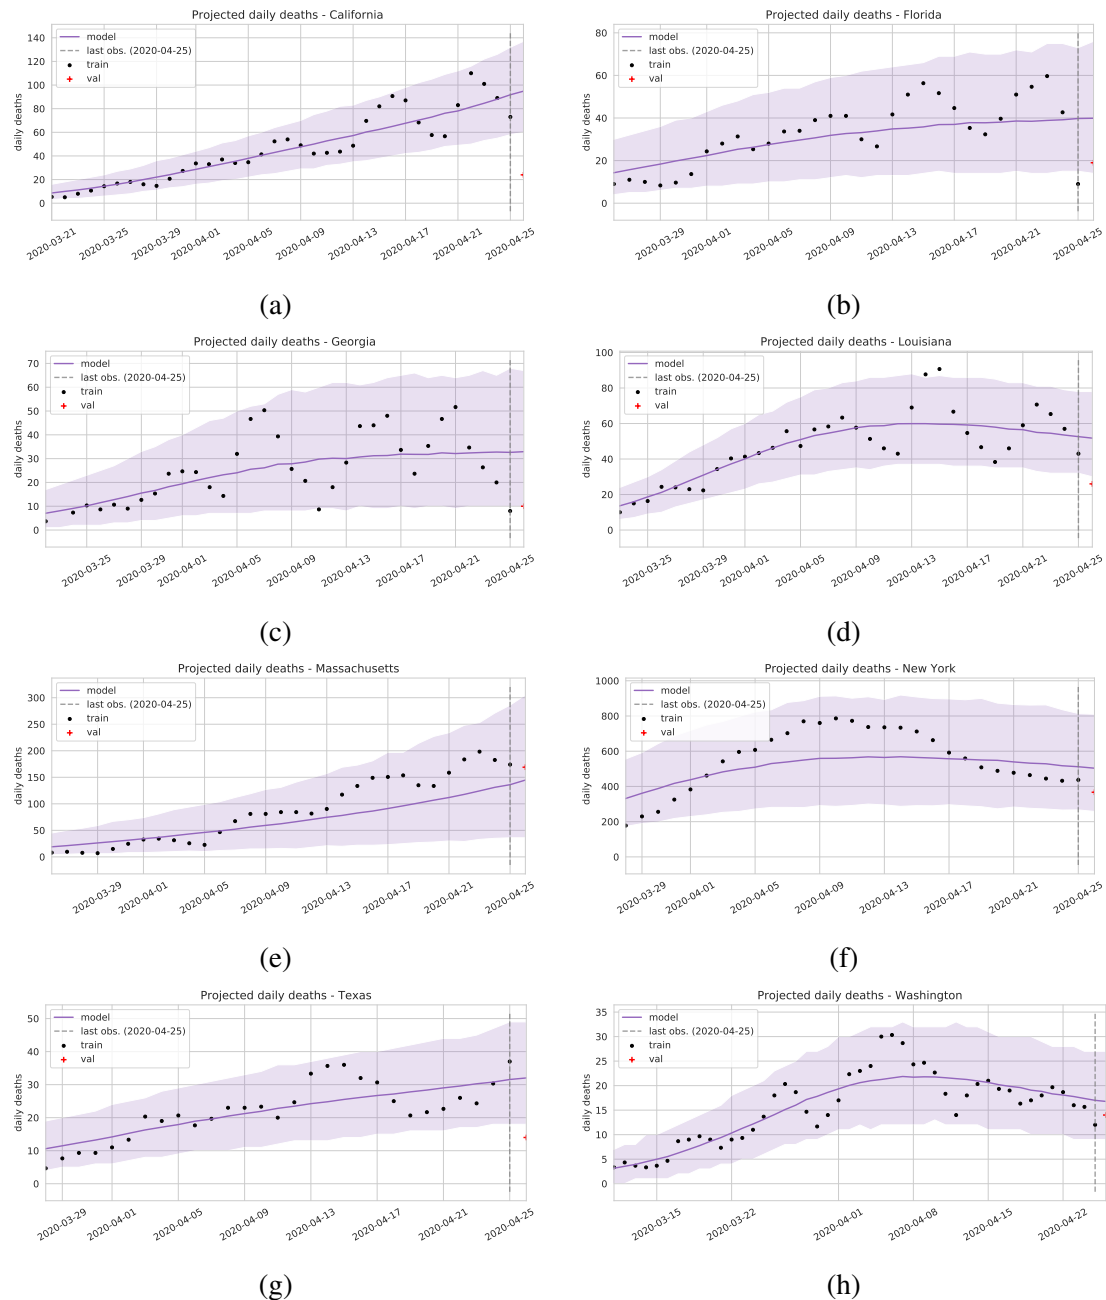 Projected daily deaths - California
model
last obs. (2020-04-25)
train
val
daily deaths
140
120
100
80
60
40
20
0
2020-03-21
2020-03-25
2020-03-29
2020-04-01
2020-04-05
2020-04-09
2020-04-13
2020-04-17
2020-04-21
2020-04-25
(a)
Projected daily deaths - Florida
model
last obs. (2020-04-25)
train
val
daily deaths
80
60
40
20
0
2020-03-29
2020-04-01
2020-04-05
2020-04-09
2020-04-13
2020-04-17
2020-04-21
2020-04-25
(b)
Projected daily deaths - Georgia
model
last obs. (2020-04-25)
train
val
daily deaths
70
60
50
40
30
20
10
0
2020-03-25
2020-03-29
2020-04-01
2020-04-05
2020-04-09
2020-04-13
2020-04-17
2020-04-21
2020-04-25
(c)
Projected daily deaths - Louisiana
model
last obs. (2020-04-25)
train
val
daily deaths
100
80
60
40
20
0
2020-03-25
2020-03-29
2020-04-01
2020-04-05
2020-04-09
2020-04-13
2020-04-17
2020-04-21
2020-04-25
(d)
Projected daily deaths - Massachusetts
model
last obs. (2020-04-25)
train
val
daily deaths
300
250
200
150
100
50
0
2020-03-29
2020-04-01
2020-04-05
2020-04-09
2020-04-13
2020-04-17
2020-04-21
2020-04-25
(e)
Projected daily deaths - New York
model
last obs. (2020-04-25)
train
val
daily deaths
1000
800
600
400
200
0
2020-03-29
2020-04-01
2020-04-05
2020-04-09
2020-04-13
2020-04-17
2020-04-21
2020-04-25
(f)
Projected daily deaths - Texas
model
last obs. (2020-04-25)
train
val
daily deaths
50
40
30
20
10
0
2020-03-29
2020-04-01
2020-04-05
2020-04-09
2020-04-13
2020-04-17
2020-04-21
2020-04-25
(g)
Projected daily deaths - Washington
model
last obs. (2020-04-25)
train
val
daily deaths
35
30
25
20
15
10
5
0
2020-03-15
2020-03-22
2020-04-01
2020-04-08
2020-04-15
2020-04-22
(h)